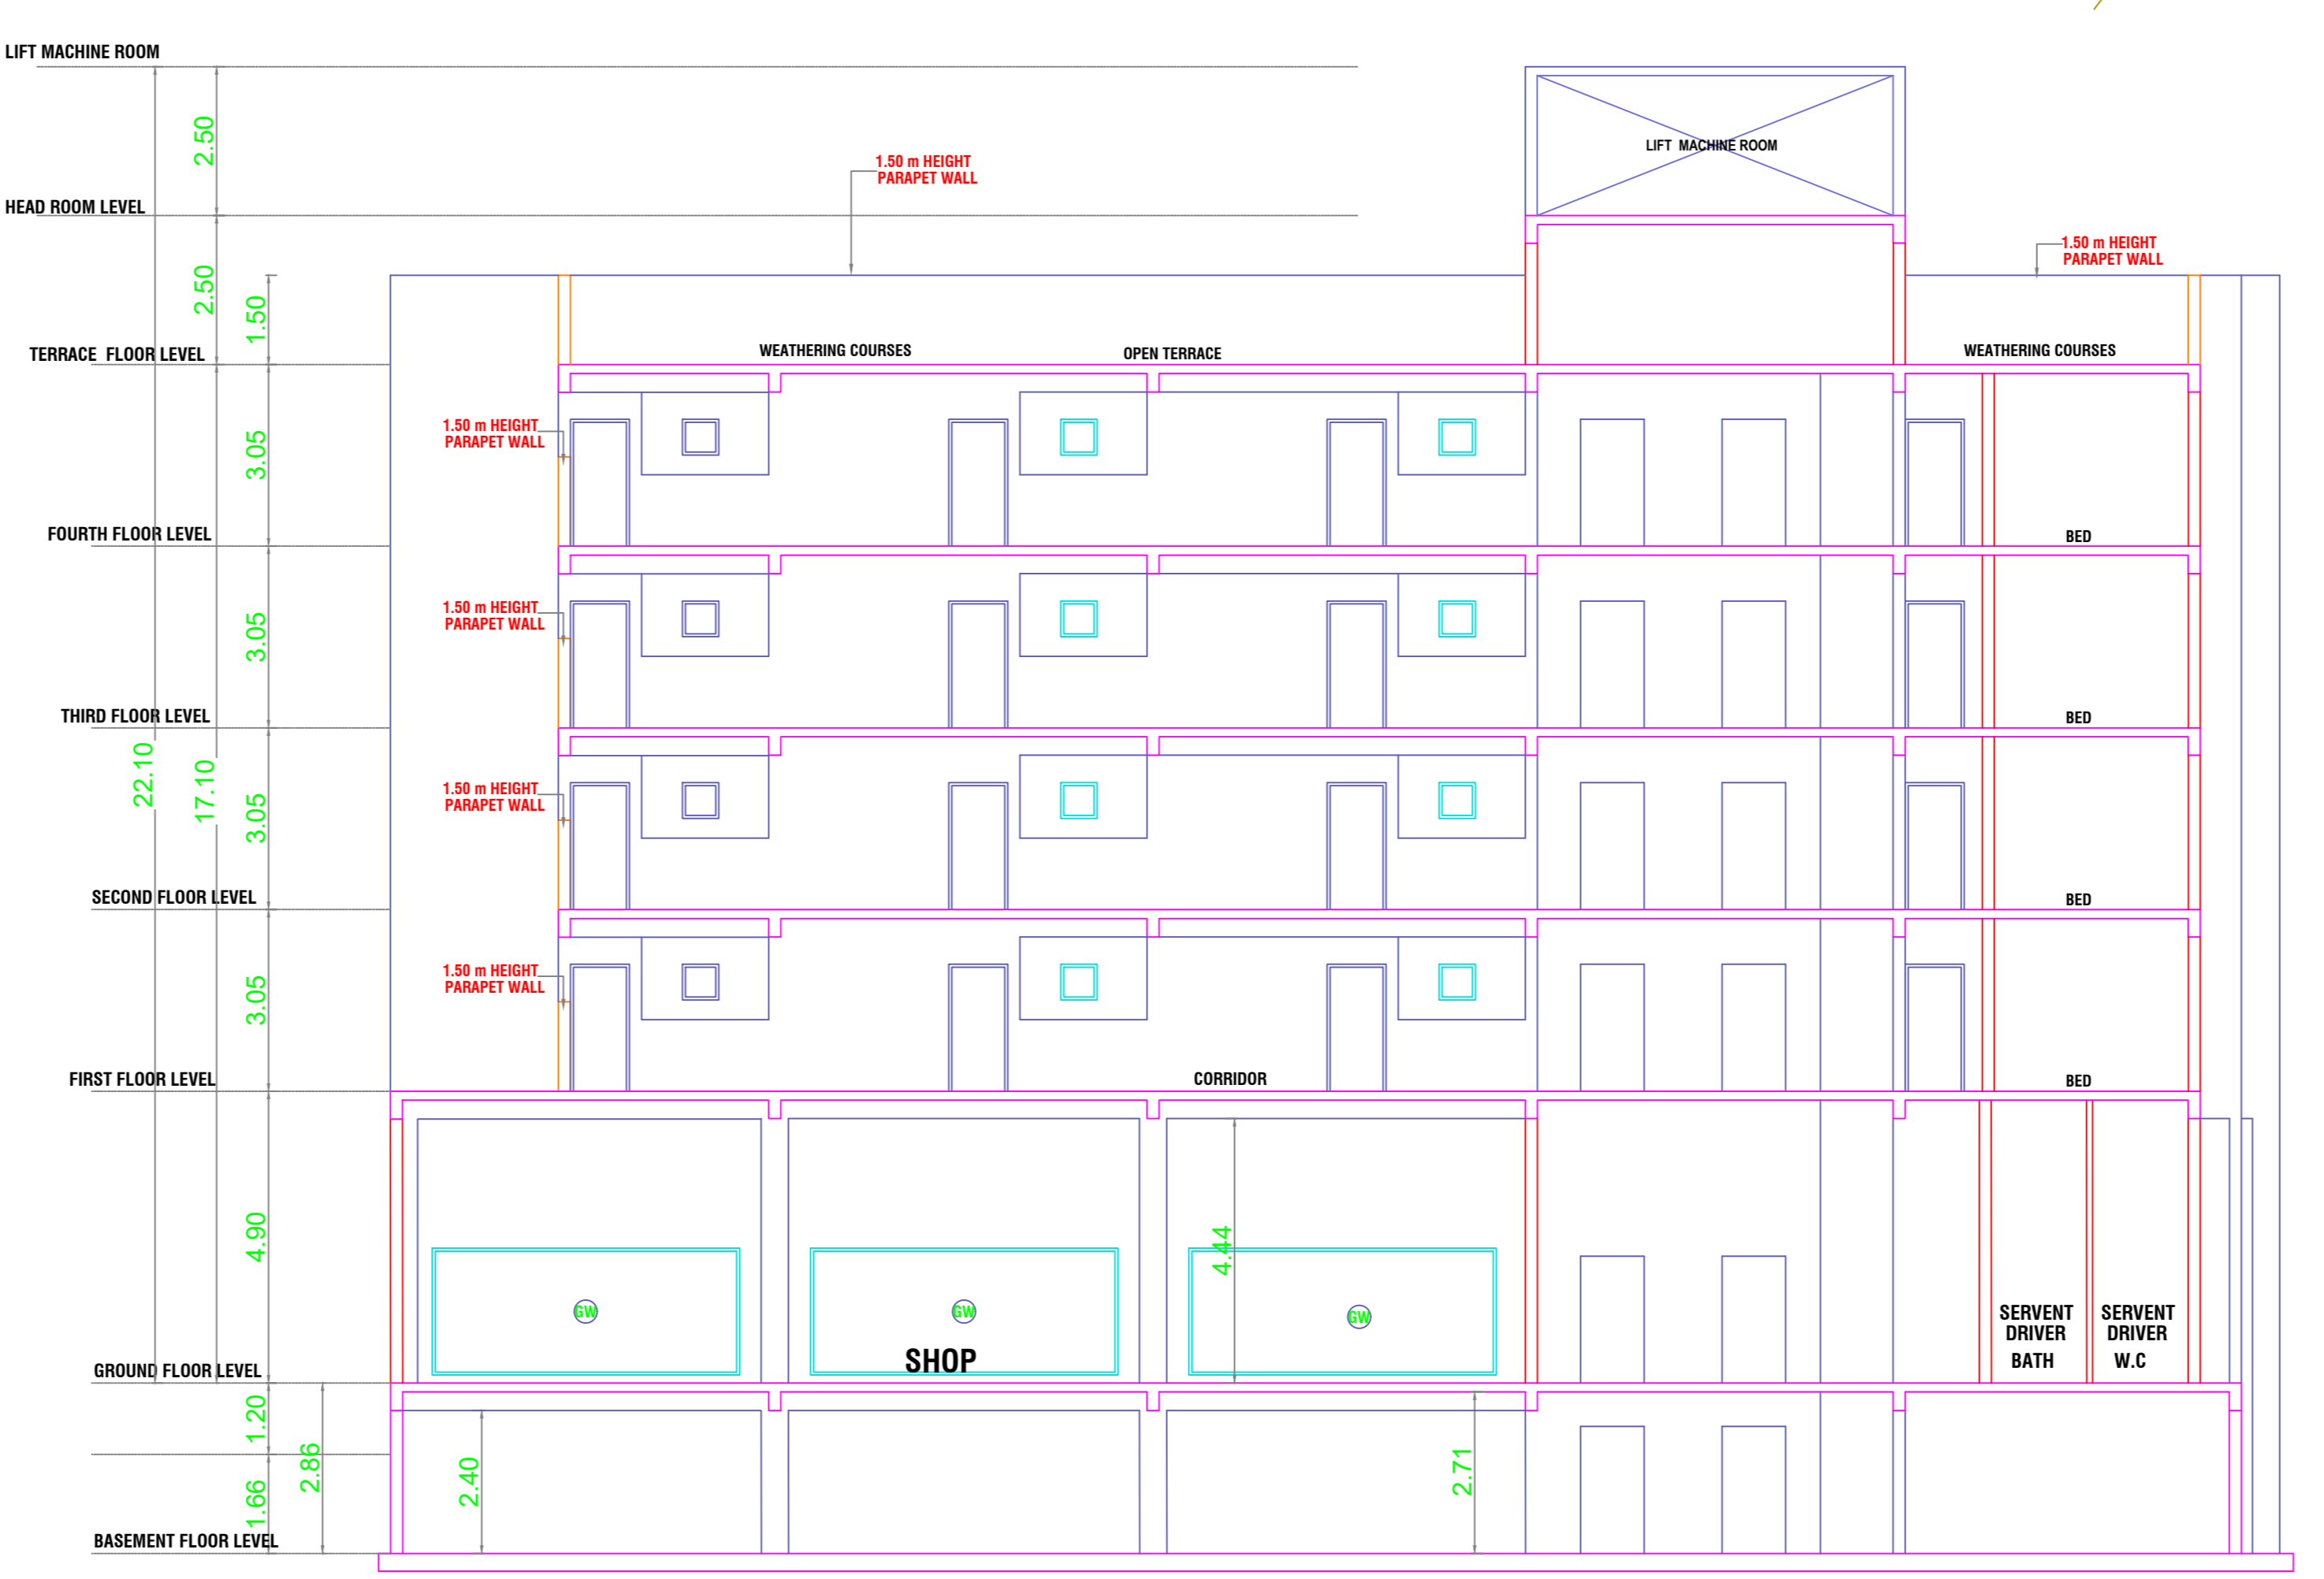 LIFT MACHINE ROOM
2.50
LIFT MACHINE ROOM
1.50 m HEIGHT
PARAPET WALL
HEAD ROOM LEVEL
1.50 m HEIGHT
PARAPET WALL
2.50
1.50
TERRACE FLOOR LEVEL
WEATHERING COURSES
OPEN TERRACE
WEATHERING COURSES
1.50 m HEIGHT
PARAPET WALL
3.05
FOURTH FLOOR LEVEL
BED
1.50 m HEIGHT
PARAPET WALL
3.05
THIRD FLOOR LEVEL
BED
22.10
17.10
1.50 m HEIGHT
PARAPET WALL
3.05
SECOND FLOOR LEVEL
BED
1.50 m HEIGHT
PARAPET WALL
3.05
FIRST FLOOR LEVEL
CORRIDOR
BED
4.90
4.44
GW
GW
GW
SHOP
SERVENT
DRIVER
BATH
SERVENT
DRIVER
W.C
GROUND FLOOR LEVEL
1.20
2.86
1.66
2.40
2.71
BASEMENT FLOOR LEVEL